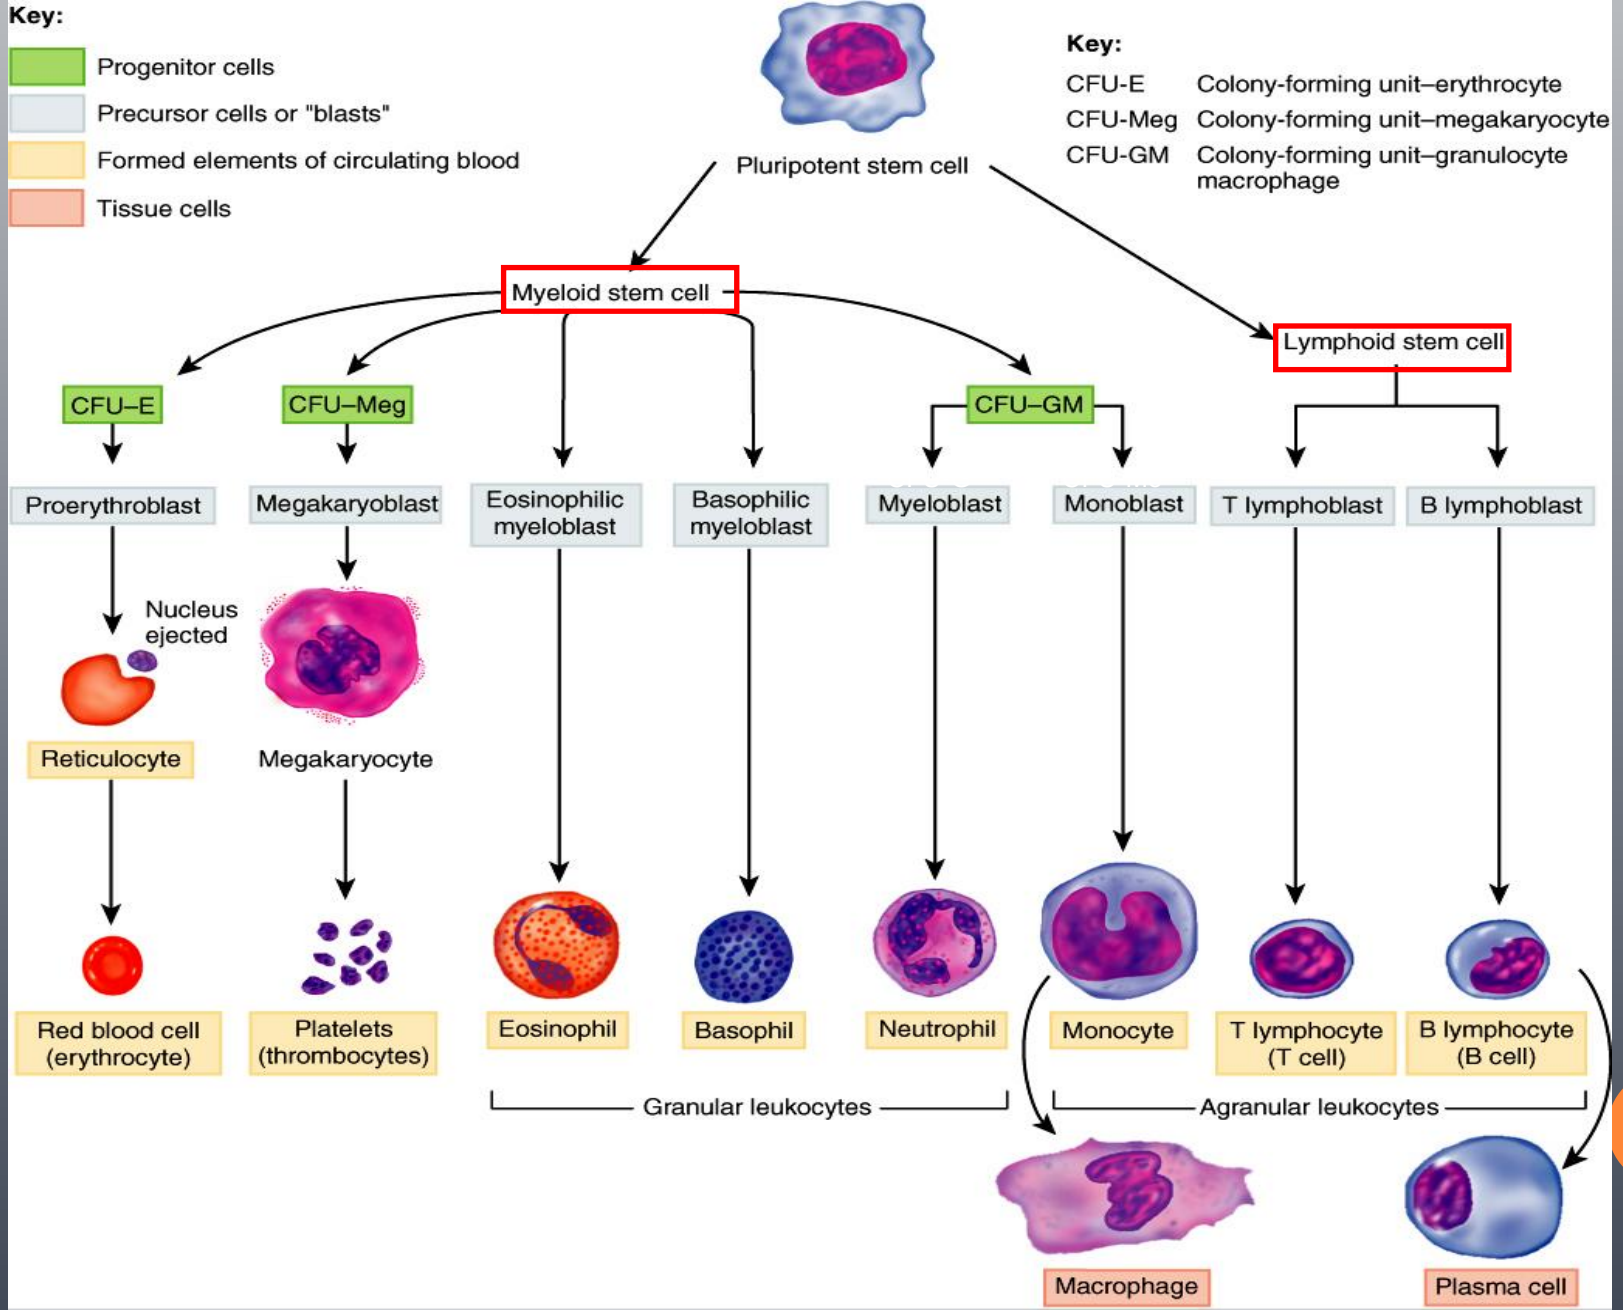 Key:
Progenitor cells
Precursor cells or "blasts"
Formed elements of circulating blood
Tissue cells
Key:
CFU-E Colony-forming unit–erythrocyte
CFU-Meg Colony-forming unit–megakaryocyte
CFU-GM Colony-forming unit–granulocyte
macrophage
Pluripotent stem cell
Myeloid stem cell
Lymphoid stem cell
CFU–E
CFU–Meg
CFU–GM
Proerythroblast
Megakaryoblast
Eosinophilic
myeloblast
Basophilic
myeloblast
Myeloblast
Monoblast
T lymphoblast
B lymphoblast
Nucleus
ejected
Reticulocyte
Megakaryocyte
Red blood cell
(erythrocyte)
Platelets
(thrombocytes)
Eosinophil
Basophil
Neutrophil
Monocyte
T lymphocyte
(T cell)
B lymphocyte
(B cell)
Granular leukocytes
Agranular leukocytes
Macrophage
Plasma cell